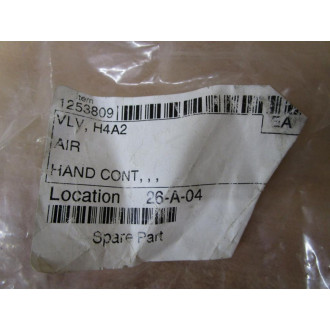 Item
1253809
EA
VLV, H4A2
AIR
HAND CONT, , ,
Location 26-A-04
Spare Part